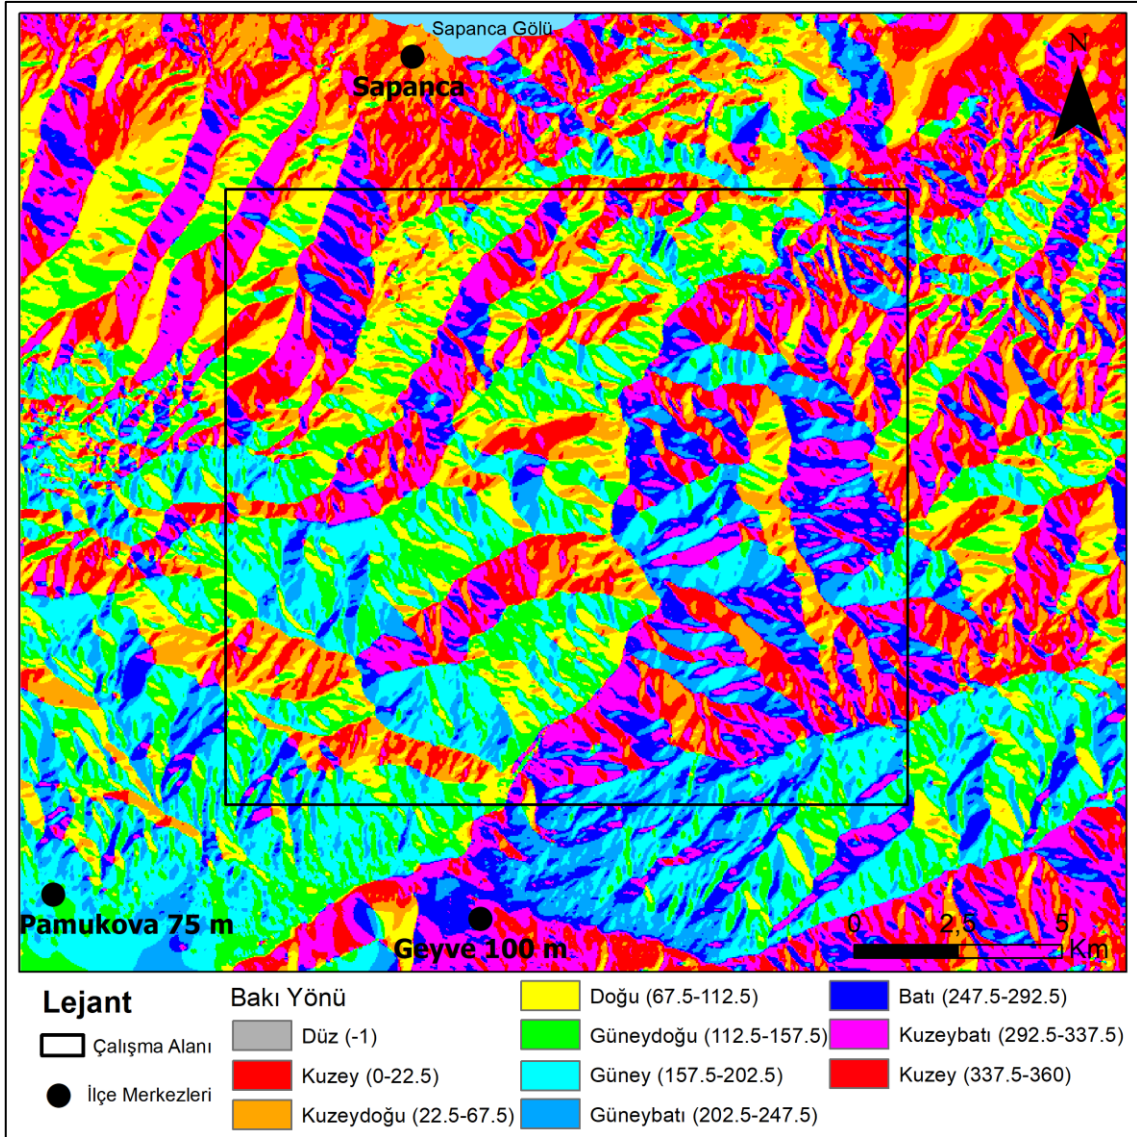 Sapanca Gölü
N
Sapanca
Pamukova 75 m
Geyve 100 m
0 2,5 5
Km
Lejant
Çalışma Alanı
İlçe Merkezleri
Bakı Yönü
Düz (-1)
Kuzey (0-22.5)
Kuzeydoğu (22.5-67.5)
Doğu (67.5-112.5)
Güneydoğu (112.5-157.5)
Güney (157.5-202.5)
Güneybatı (202.5-247.5)
Batı (247.5-292.5)
Kuzeybatı (292.5-337.5)
Kuzey (337.5-360)